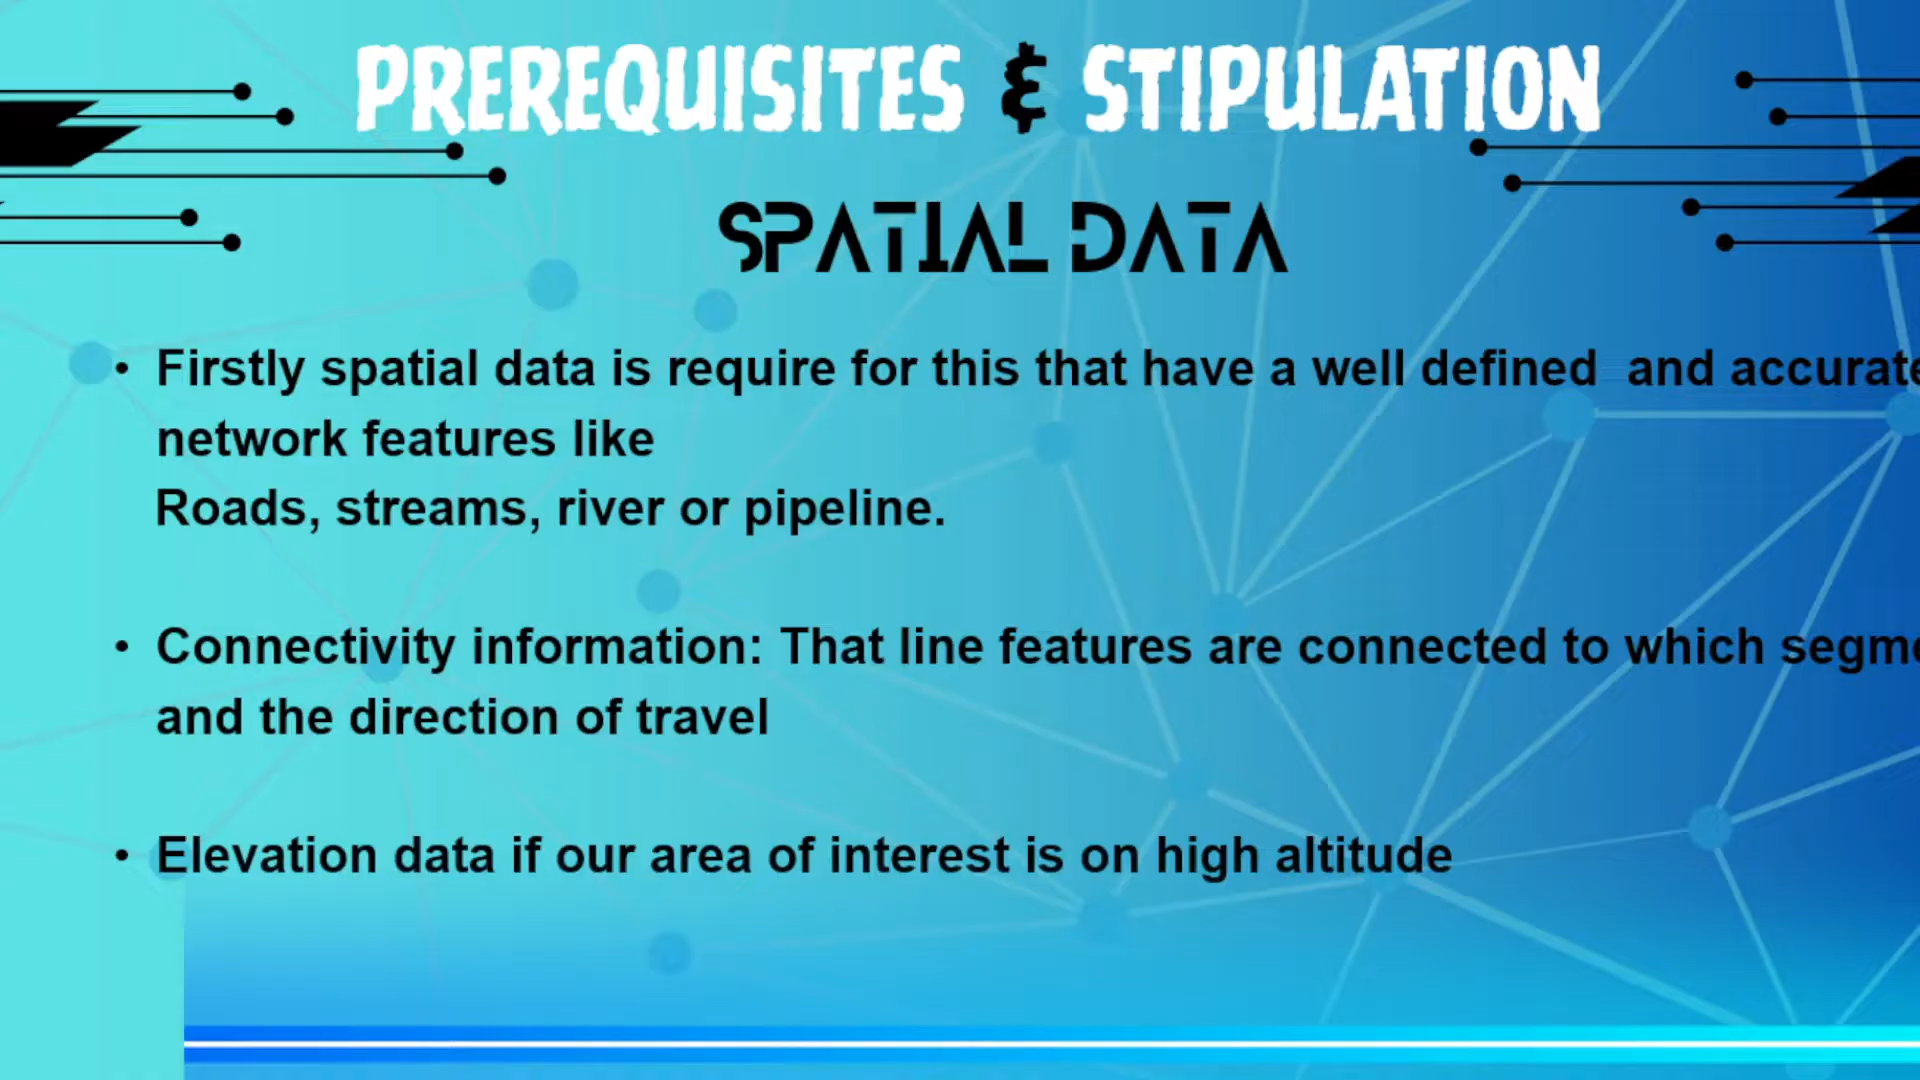 PREREQUISITES & STIPULATION
SPATIAL DATA
• Firstly spatial data is require for this that have a well defined and accurate
network features like
Roads, streams, river or pipeline.
• Connectivity information: That line features are connected to which
and the direction of travel
• Elevation data if our area of interest is on high altitude